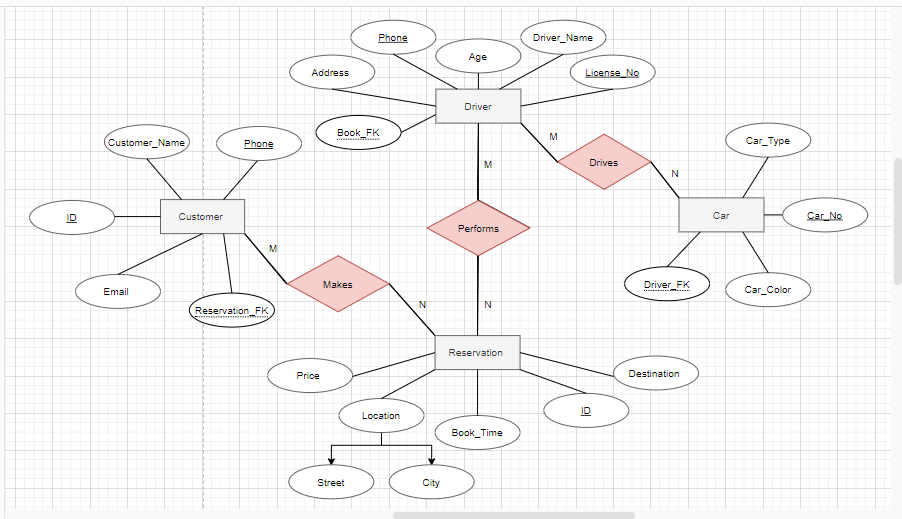 Phone
Driver_Name
Age
Address
License_No
Driver
Book_FK
M
Customer_Name
Phone
Car_Type
Drives
M
N
ID
Customer
Car
Car_No
Performs
M
Makes
Driver_FK
Car_Color
Email
Reservation_FK
N
N
Reservation
Price
Destination
Location
ID
Book_Time
Street
City